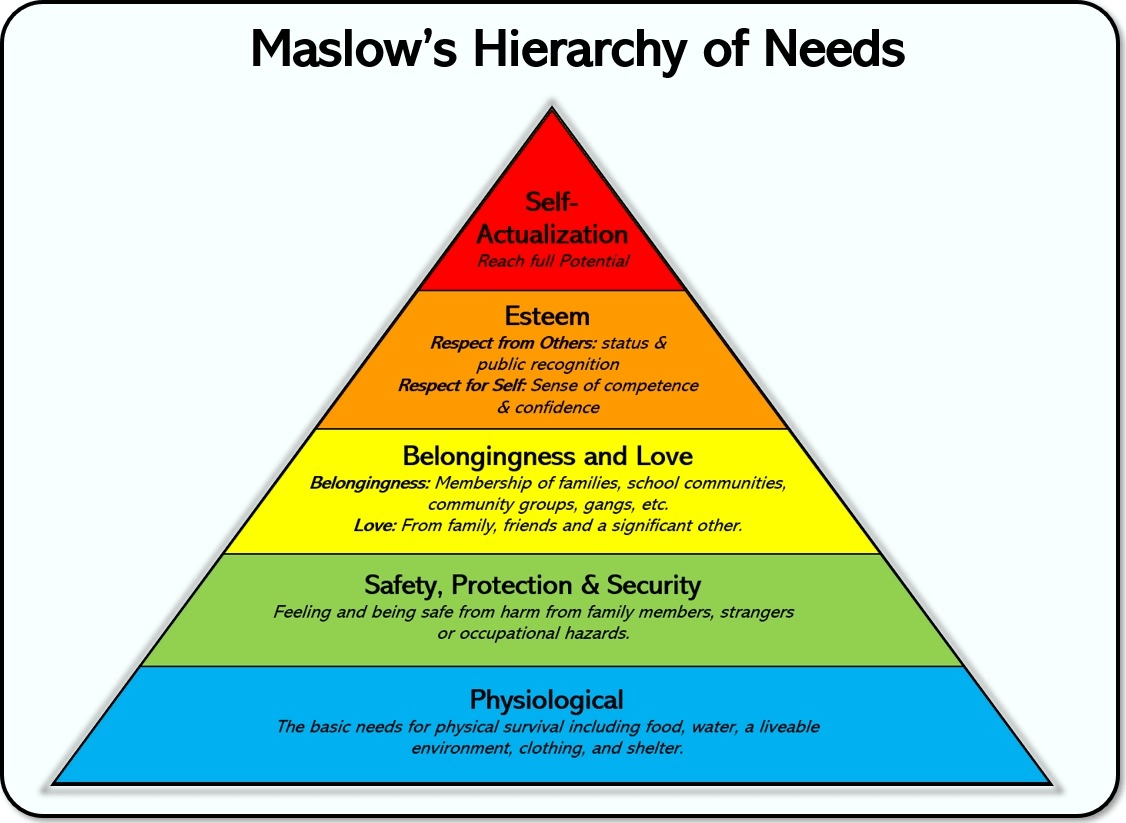 Maslow’s Hierarchy of Needs
Self-
Actualization
Reach full Potential
Esteem
Respect from Others: status &
public recognition
Respect for Self: Sense of competence
& confidence
Belongingness and Love
Belongingness: Membership of families, school communities,
community groups, gangs, etc.
Love: From family, friends and a significant other.
Safety, Protection & Security
Feeling and being safe from harm from family members, strangers
or occupational hazards.
Physiological
The basic needs for physical survival including food, water, a liveable
environment, clothing, and shelter.